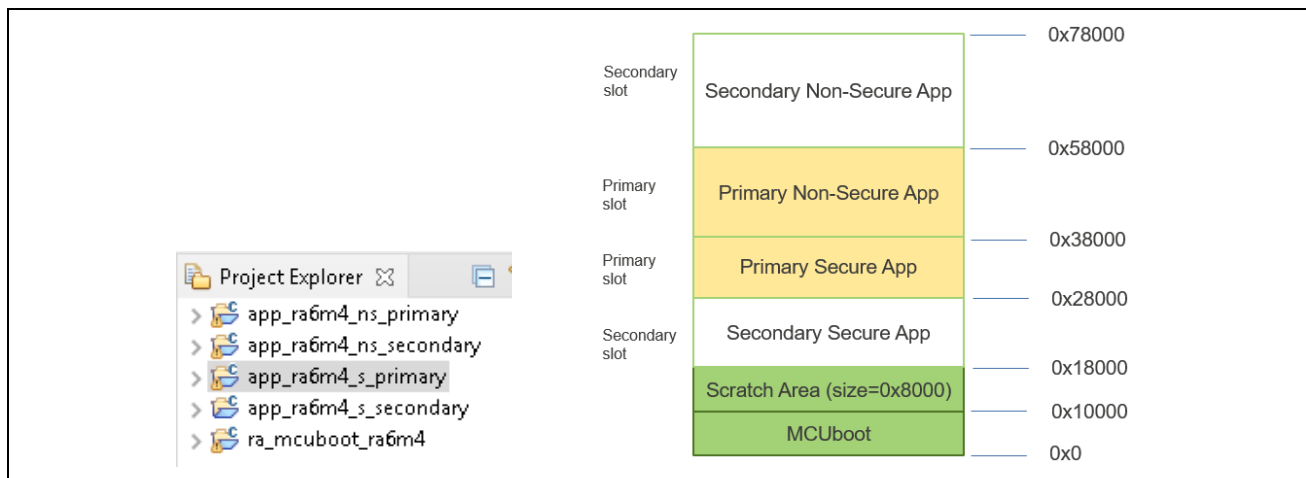 Project Explorer
app_ra6m4_ns_primary
app_ra6m4_ns_secondary
app_ra6m4_s_primary
app_ra6m4_s_secondary
ra_mcuboot_ra6m4
0x78000
Secondary
slot
Secondary Non-Secure App
0x58000
Primary
slot
Primary Non-Secure App
0x38000
Primary
slot
Primary Secure App
0x28000
Secondary
slot
Secondary Secure App
0x18000
Scratch Area (size=0x8000)
0x10000
MCUboot
0x0